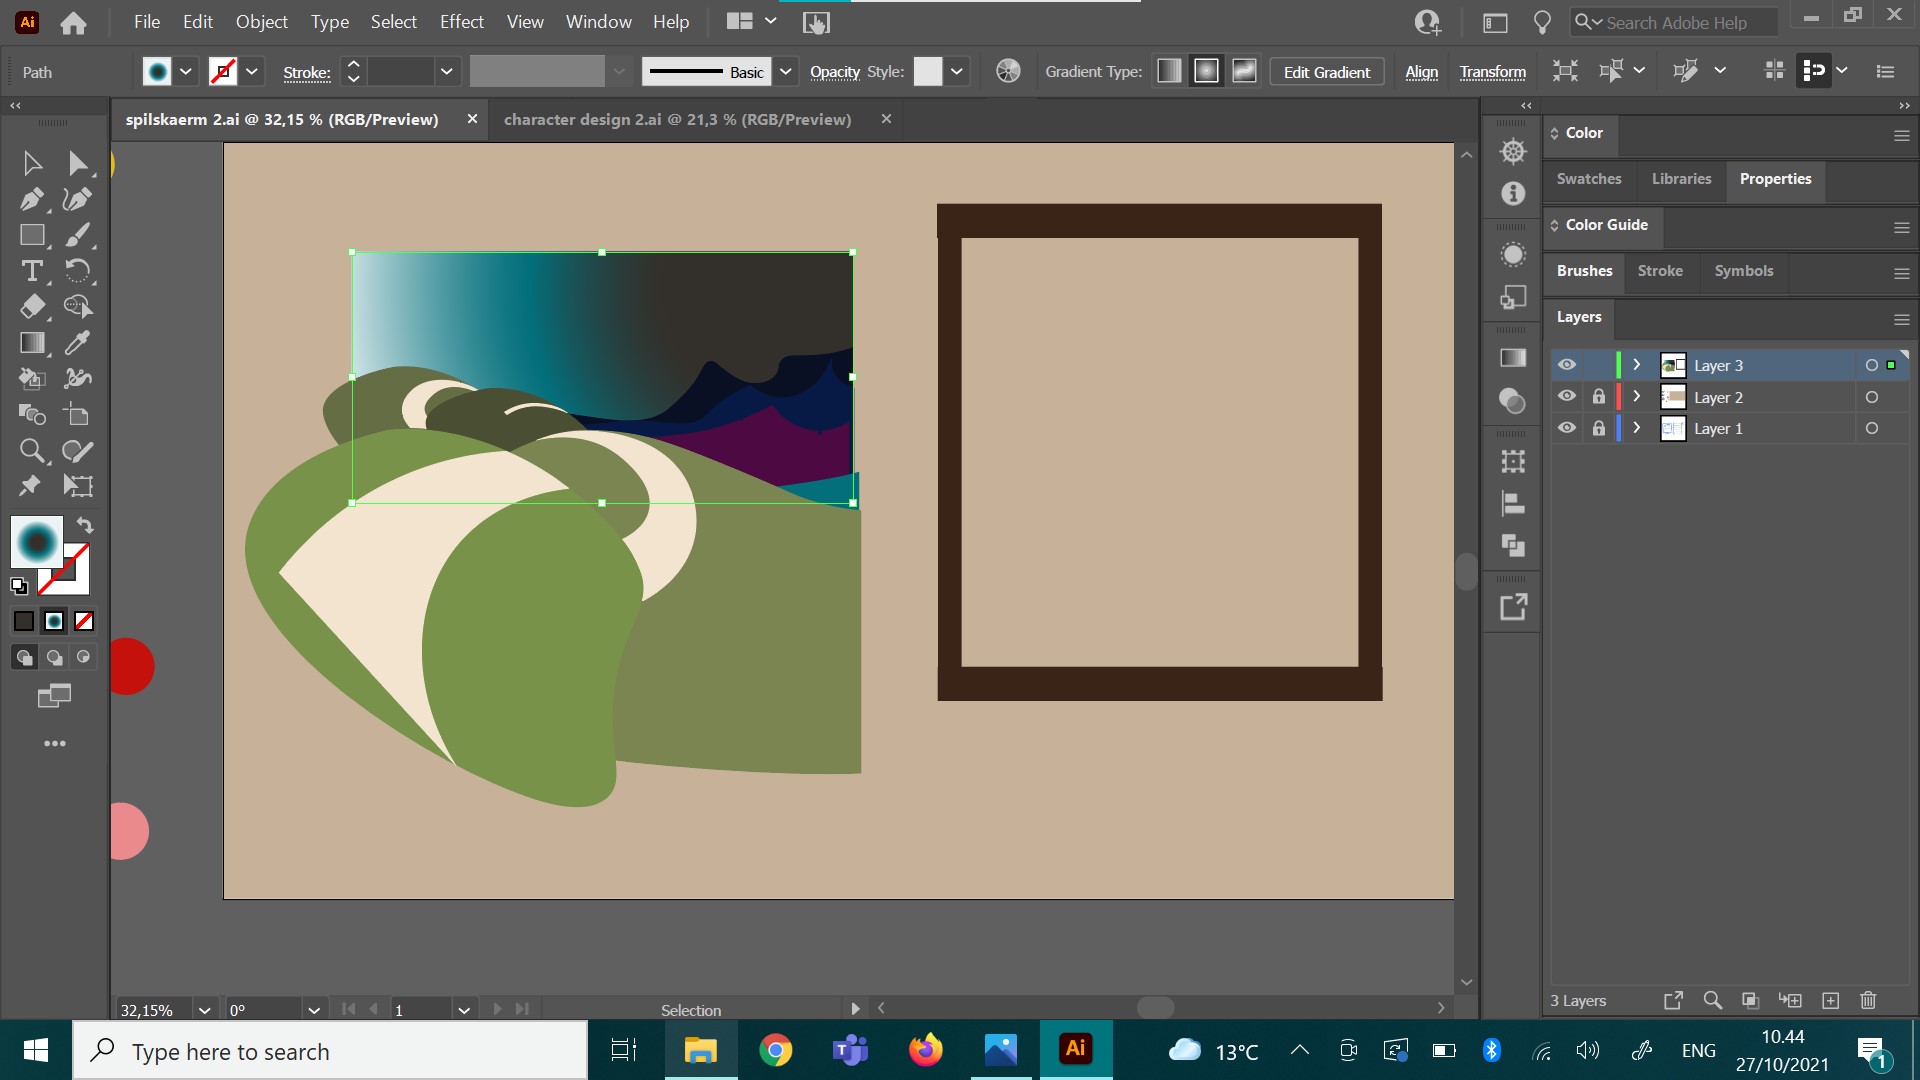 Ai File Edit Object Type Select Effect View Window Help Search Adobe Help
Path Stroke: Basic Opacity Style: Gradient Type: Edit Gradient Align Transform
spilskaerm 2.ai @ 32,15 % (RGB/Preview) character design 2.ai @ 21,3 % (RGB/Preview)
Color
Swatches Libraries Properties
Color Guide
Brushes Stroke Symbols
Layers
Layer 3
Layer 2
Layer 1
3 Layers
32,15% 0° 1 Selection
Type here to search
Ai
13°C
ENG
10.44
27/10/2021
1